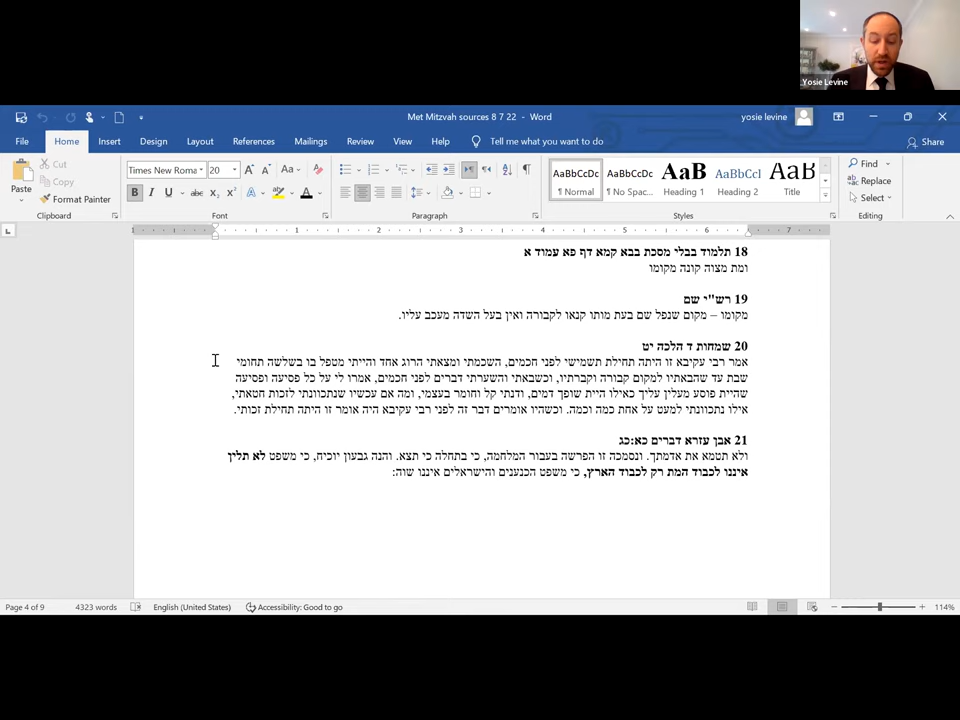 Yosie Levine
Met Mitzvah sources 8 7 22 - Word
yosie levine
File Home Insert Design Layout References Mailings Review View Help Tell me what you want to do Share
Paste
Cut
Copy
Format Painter
Clipboard
Times New Roma 20
Font
Paragraph
AaBbCcDc AaBbCcDc AaB AaBbCcl AaB
¶ Normal ¶ No Spac... Heading 1 Heading 2 Title
Styles
Find
Replace
Select
Editing
1 1 2 3 4 5 6 7
18 תלמוד בבלי מסכת בבא קמא דף פא עמוד א
ומת מצוה קונה מקומו
19 רש"י שם
מקומו – מקום שנפל שם בעת מותו קנאו לקבורה ואין בעל השדה מעכב עליו.
20 שמחות ד הלכה יט
אמר רבי עקיבא זו היתה תחילת תשמישי לפני חכמים, השכמתי ומצאתי הרוג אחד והייתי מטפל בו בשלשה תחומי
שבת עד שהבאתיו למקום קבורה וקברתיו, וכשבאתי והשערתי דברים לפני חכמים, אמרו לי על כל פסיעה ופסיעה
שהיית פוסע מעלין עליך כאילו היית שופך דמים, ודנתי קל וחומר בעצמי, ומה אם עכשיו שנתכוונתי לזכות חטאתי,
אילו נתכוונתי למעט על אחת כמה וכמה. וכשהיו אומרים דבר זה לפני רבי עקיבא היה אומר זו היתה תחילת זכותי.
21 אבן עזרא דברים כא:כג
ולא תטמא את אדמתך. ונסמכה זו הפרשה בעבור המלחמה, כי בתחלה כי תצא. והנה גבעון יוכיח, כי משפט לא תלין
איננו לכבוד המת רק לכבוד הארץ, כי משפט הכנענים והישראלים איננו שוה:
Page 4 of 9 4323 words English (United States) Accessibility: Good to go 114%